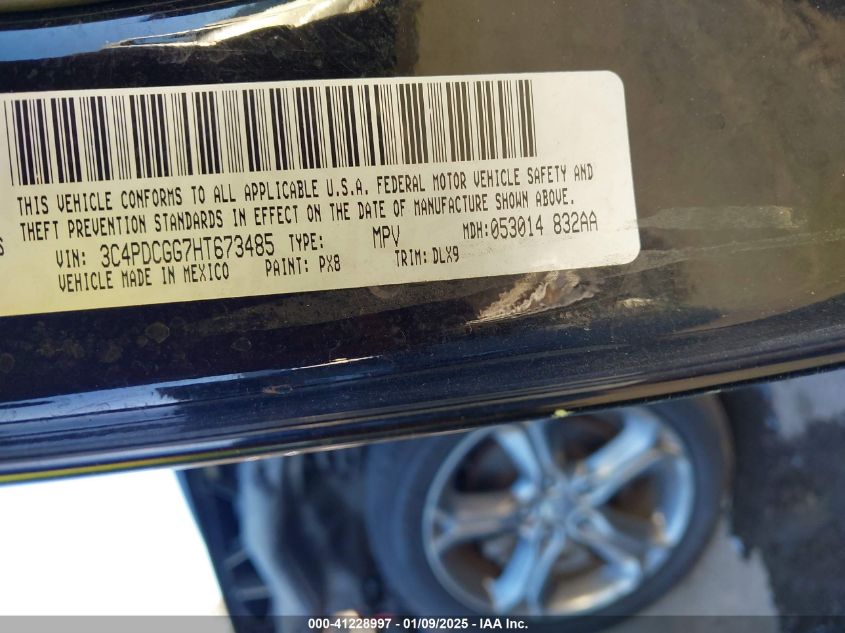 THIS VEHICLE CONFORMS TO ALL APPLICABLE U.S.A. FEDERAL MOTOR VEHICLE SAFETY AND
THEFT PREVENTION STANDARDS IN EFFECT ON THE DATE OF MANUFACTURE SHOWN ABOVE.
S VIN: 3C4PDCGG7HT673485 TYPE: MPV MDH:053014 832AA
VEHICLE MADE IN MEXICO PAINT: PX8 TRIM: DLX9
000-41228997 - 01/09/2025 - IAA Inc.